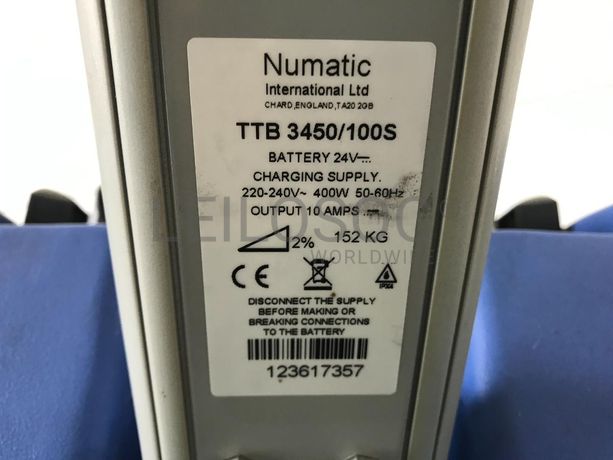 Numatic
International Ltd
CHARD,ENGLAND,TA20 2GB
TTB 3450/100S
BATTERY 24V
CHARGING SUPPLY.
220-240V~ 400W 50-60Hz
OUTPUT 10 AMPS .
2% 152 KG
LEILOSOC
WORLDWIDE
CE
DISCONNECT THE SUPPLY
BEFORE MAKING OR
BREAKING CONNECTIONS
TO THE BATTERY
123617357